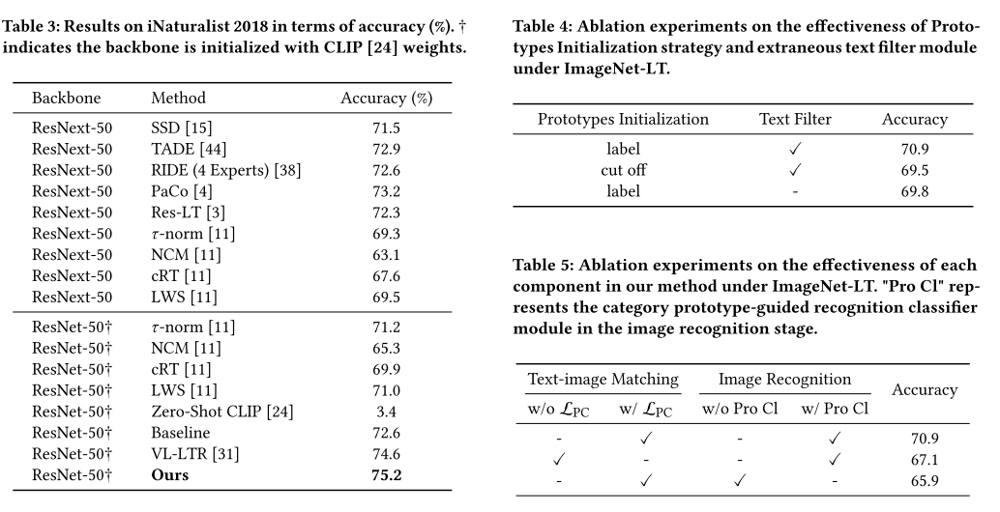 Table 3: Results on iNaturalist 2018 in terms of accuracy (%). †
indicates the backbone is initialized with CLIP [24] weights.
Backbone Method Accuracy (%)
ResNext-50 SSD [15] 71.5
ResNext-50 TADE [44] 72.9
ResNext-50 RIDE (4 Experts) [38] 72.6
ResNext-50 PaCo [4] 73.2
ResNext-50 Res-LT [3] 72.3
ResNext-50 τ-norm [11] 69.3
ResNext-50 NCM [11] 63.1
ResNext-50 cRT [11] 67.6
ResNext-50 LWS [11] 69.5
ResNet-50† τ-norm [11] 71.2
ResNet-50† NCM [11] 65.3
ResNet-50† cRT [11] 69.9
ResNet-50† LWS [11] 71.0
ResNet-50† Zero-Shot CLIP [24] 3.4
ResNet-50† Baseline 72.6
ResNet-50† VL-LTR [31] 74.6
ResNet-50† Ours 75.2
Table 4: Ablation experiments on the effectiveness of Proto-
types Initialization strategy and extraneous text filter module
under ImageNet-LT.
Prototypes Initialization Text Filter Accuracy
label ✓ 70.9
cut off ✓ 69.5
label - 69.8
Table 5: Ablation experiments on the effectiveness of each
component in our method under ImageNet-LT. "Pro Cl" rep-
resents the category prototype-guided recognition classifier
module in the image recognition stage.
Text-image Matching Image Recognition Accuracy
w/o ℒPC w/ ℒPC w/o Pro Cl w/ Pro Cl
- ✓ - ✓ 70.9
✓ - - ✓ 67.1
- ✓ ✓ - 65.9